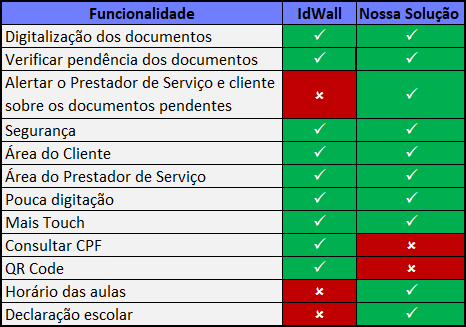 Funcionalidade IdWall Nossa Solução
Digitalização dos documentos ✓ ✓
Verificar pendência dos documentos ✓ ✓
Alertar o Prestador de Serviço e cliente
sobre os documentos pendentes × ✓
Segurança ✓ ✓
Área do Cliente ✓ ✓
Área do Prestador de Serviço ✓ ✓
Pouca digitação ✓ ✓
Mais Touch ✓ ✓
Consultar CPF ✓ ×
QR Code ✓ ×
Horário das aulas × ✓
Declaração escolar × ✓